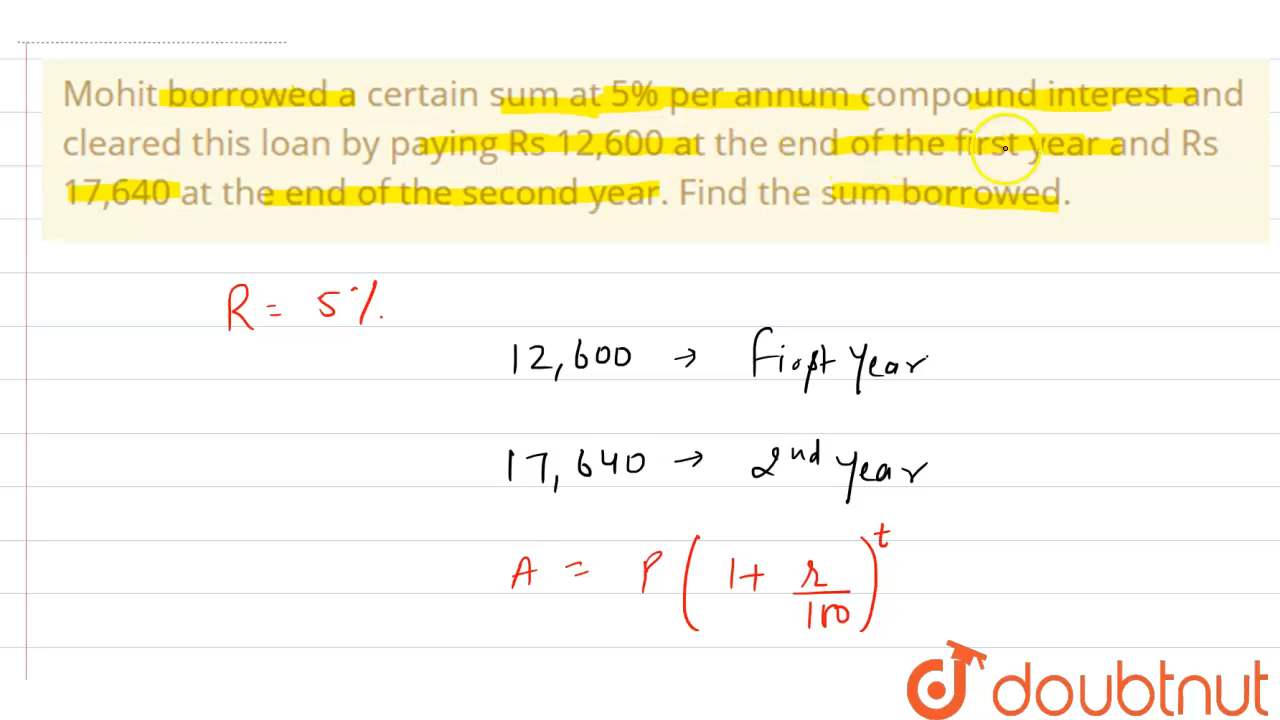 Mohit borrowed a certain sum at 5% per annum compound interest and
cleared this loan by paying Rs 12,600 at the end of the first year and Rs
17,640 at the end of the second year. Find the sum borrowed.
R = 5%
12,600 → First Year
17,640 → 2nd Year
A = P ( 1 + r/100 )^t
doubtnut